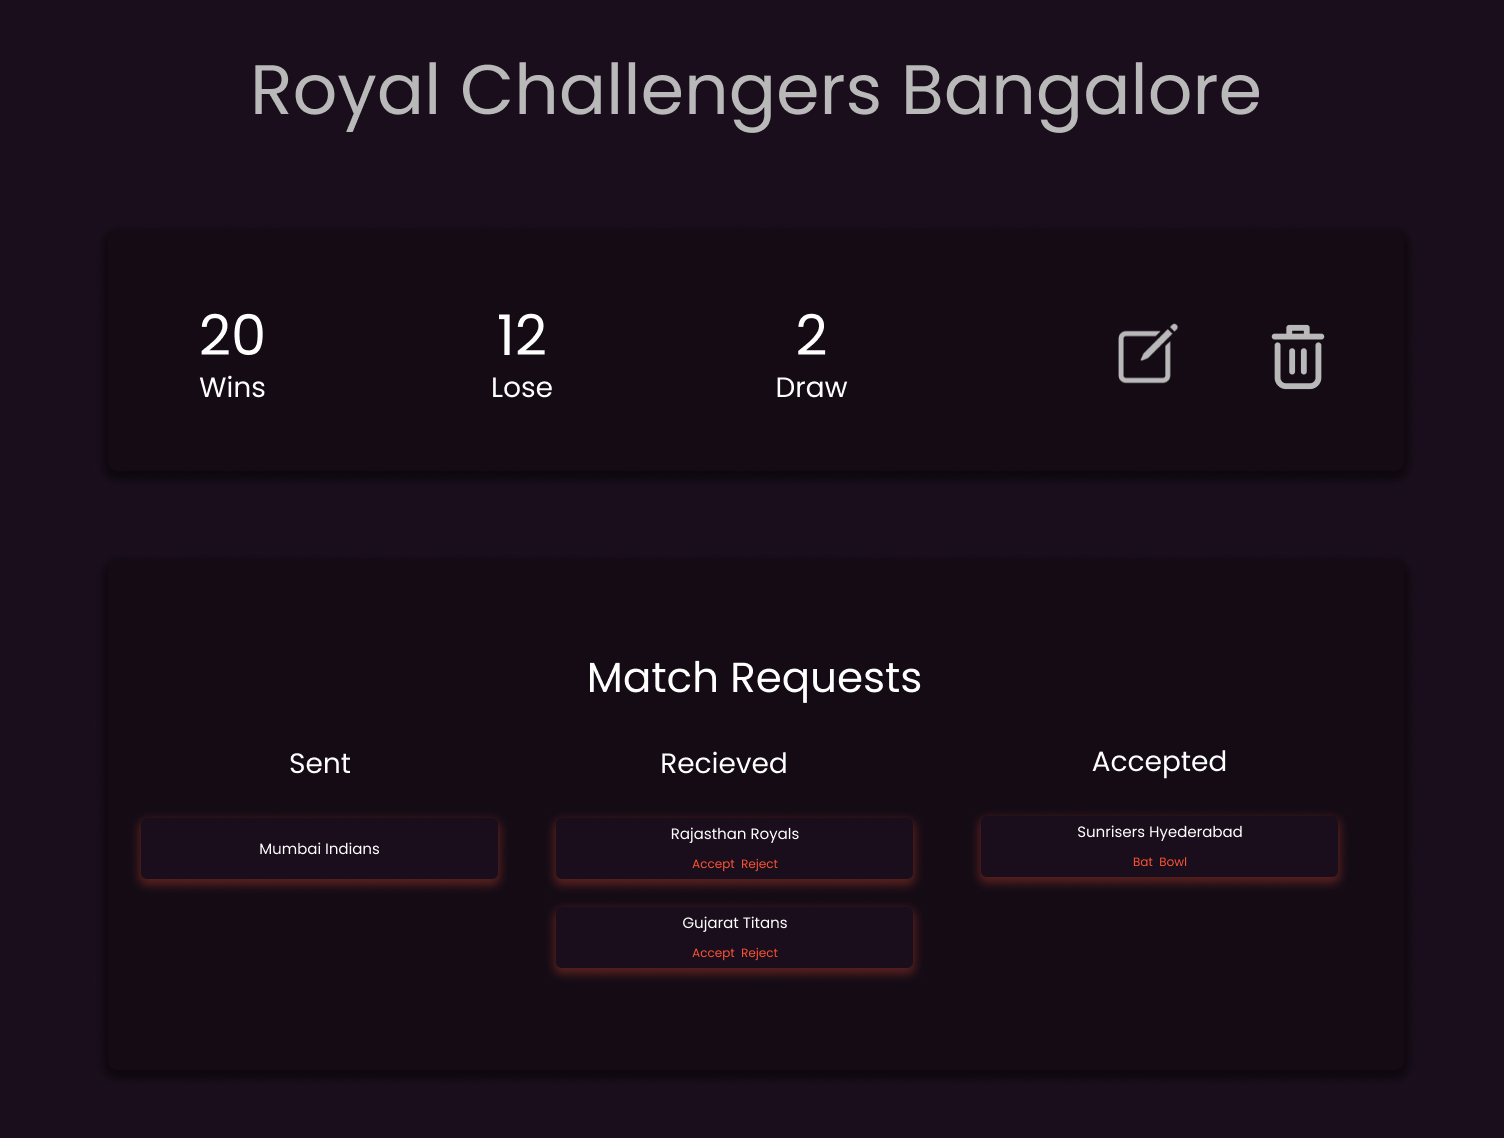 Royal Challengers Bangalore
20
Wins
12
Lose
2
Draw
Match Requests
Sent
Mumbai Indians
Recieved
Rajasthan Royals
Accept Reject
Gujarat Titans
Accept Reject
Accepted
Sunrisers Hyederabad
Bat Bowl